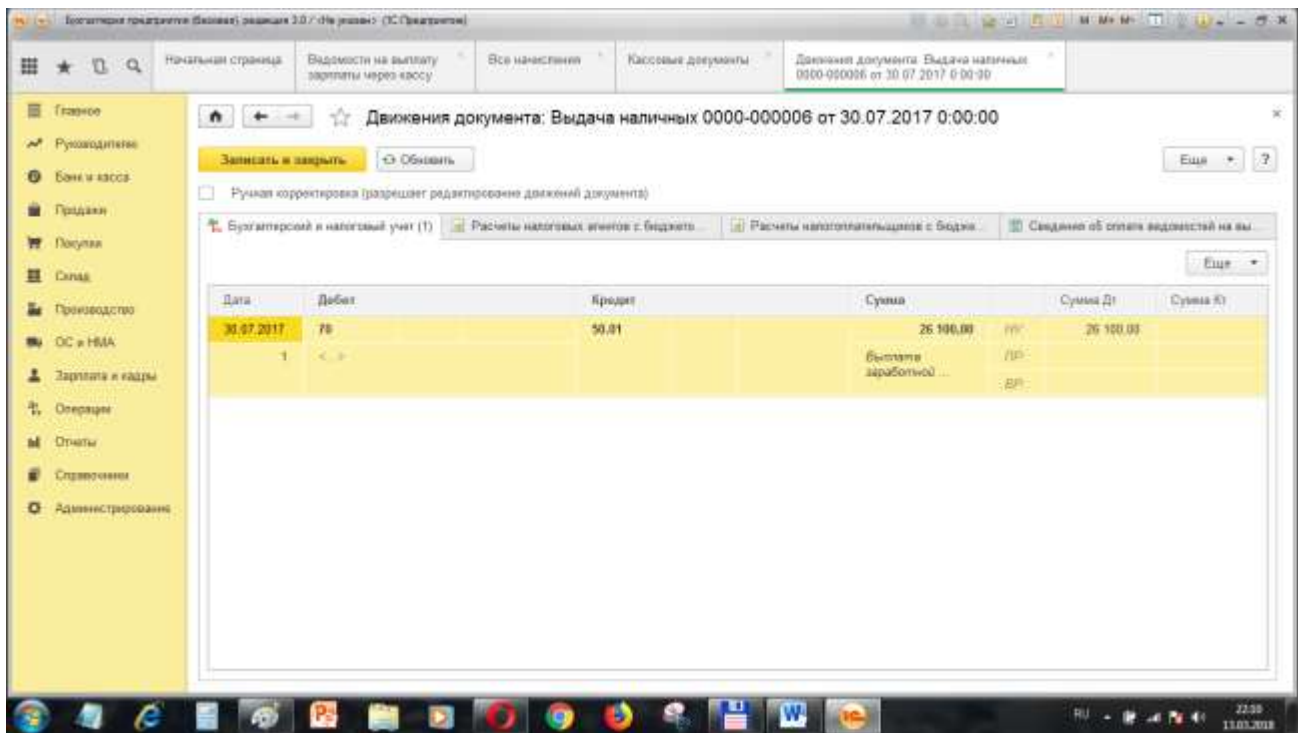 Бухгалтерия предприятия (базовая), редакция 3.0 / <Не указан> (1С:Предприятие)
M M+ M-
Начальная страница
Ведомости на выплату зарплаты через кассу
Все начисления
Кассовые документы
Движения документа: Выдача наличных 0000-000006 от 30.07.2017 0:00:00
Главное
Руководителю
Банк и касса
Продажи
Покупки
Склад
Производство
ОС и НМА
Зарплата и кадры
Операции
Отчеты
Справочники
Администрирование
Движения документа: Выдача наличных 0000-000006 от 30.07.2017 0:00:00
Записать и закрыть
Обновить
Еще
?
Ручная корректировка (разрешает редактирование движений документа)
Бухгалтерский и налоговый учет (1)
Расчеты налоговых агентов с бюджето...
Расчеты налогоплательщиков с бюдже...
Сведения об оплате ведомостей на вы...
Еще
Дата Дебет Кредит Сумма Сумма Дт Сумма Кт
30.07.2017 70 50.01 26 100,00 НУ: 26 100,00
1 <...> Выплата заработной ... ПР:
ВР:
RU
22:59
13.03.2018